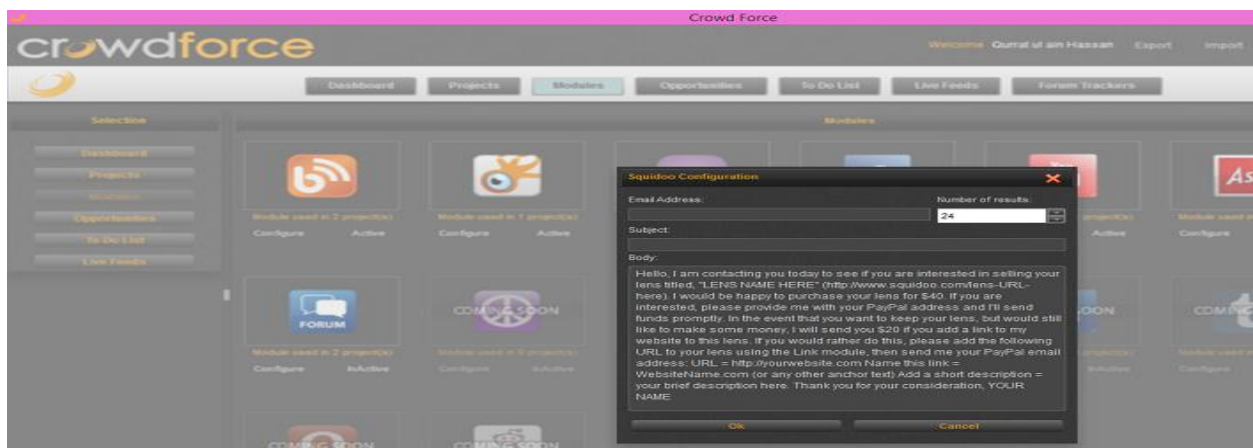 Crowd Force
crowdforce
Welcome Qurrat ul ain Hassan Export Import
Dashboard Projects Modules Opportunities To Do List Live Feeds Forum Trackers
Selection
Modules
Dashboard
Projects
Modules
Opportunities
To Do List
Live Feeds
Module used in 2 project(s)
Configure Active
Module used in 1 project(s)
Configure Active
project(s)
Active
As
Module used
Configure
FORUM
Module used in 2 project(s)
Configure InActive
COMING SOON
Module used in 0 project(s)
Configure InActive
COMING SOON
COMING SOON
Squidoo Configuration
Email Address:
Number of results:
24
Subject:
Body:
Hello, I am contacting you today to see if you are interested in selling your
lens titled, "LENS NAME HERE" (http://www.squidoo.com/lens-URL-
here). I would be happy to purchase your lens for $40. If you are
interested, please provide me with your PayPal address and I'll send
funds promptly. In the event that you want to keep your lens, but would still
like to make some money, I will send you $20 if you add a link to my
website to this lens. If you would rather do this, please add the following
URL to your lens using the Link module, then send me your PayPal email
address: URL = http://yourwebsite.com Name this link =
WebsiteName.com (or any other anchor text) Add a short description =
your brief description here. Thank you for your consideration, YOUR
NAME
Ok Cancel